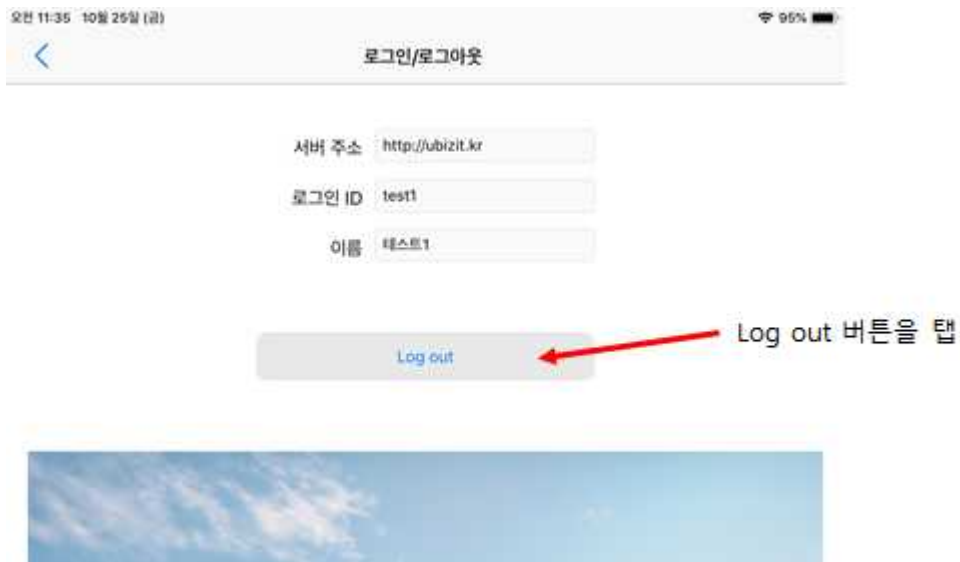 오전 11:35 10월 25일 (금) 95%
로그인/로그아웃
서버 주소 http://ubizit.kr
로그인 ID test1
이름 테스트1
Log out 버튼을 탭
Log out